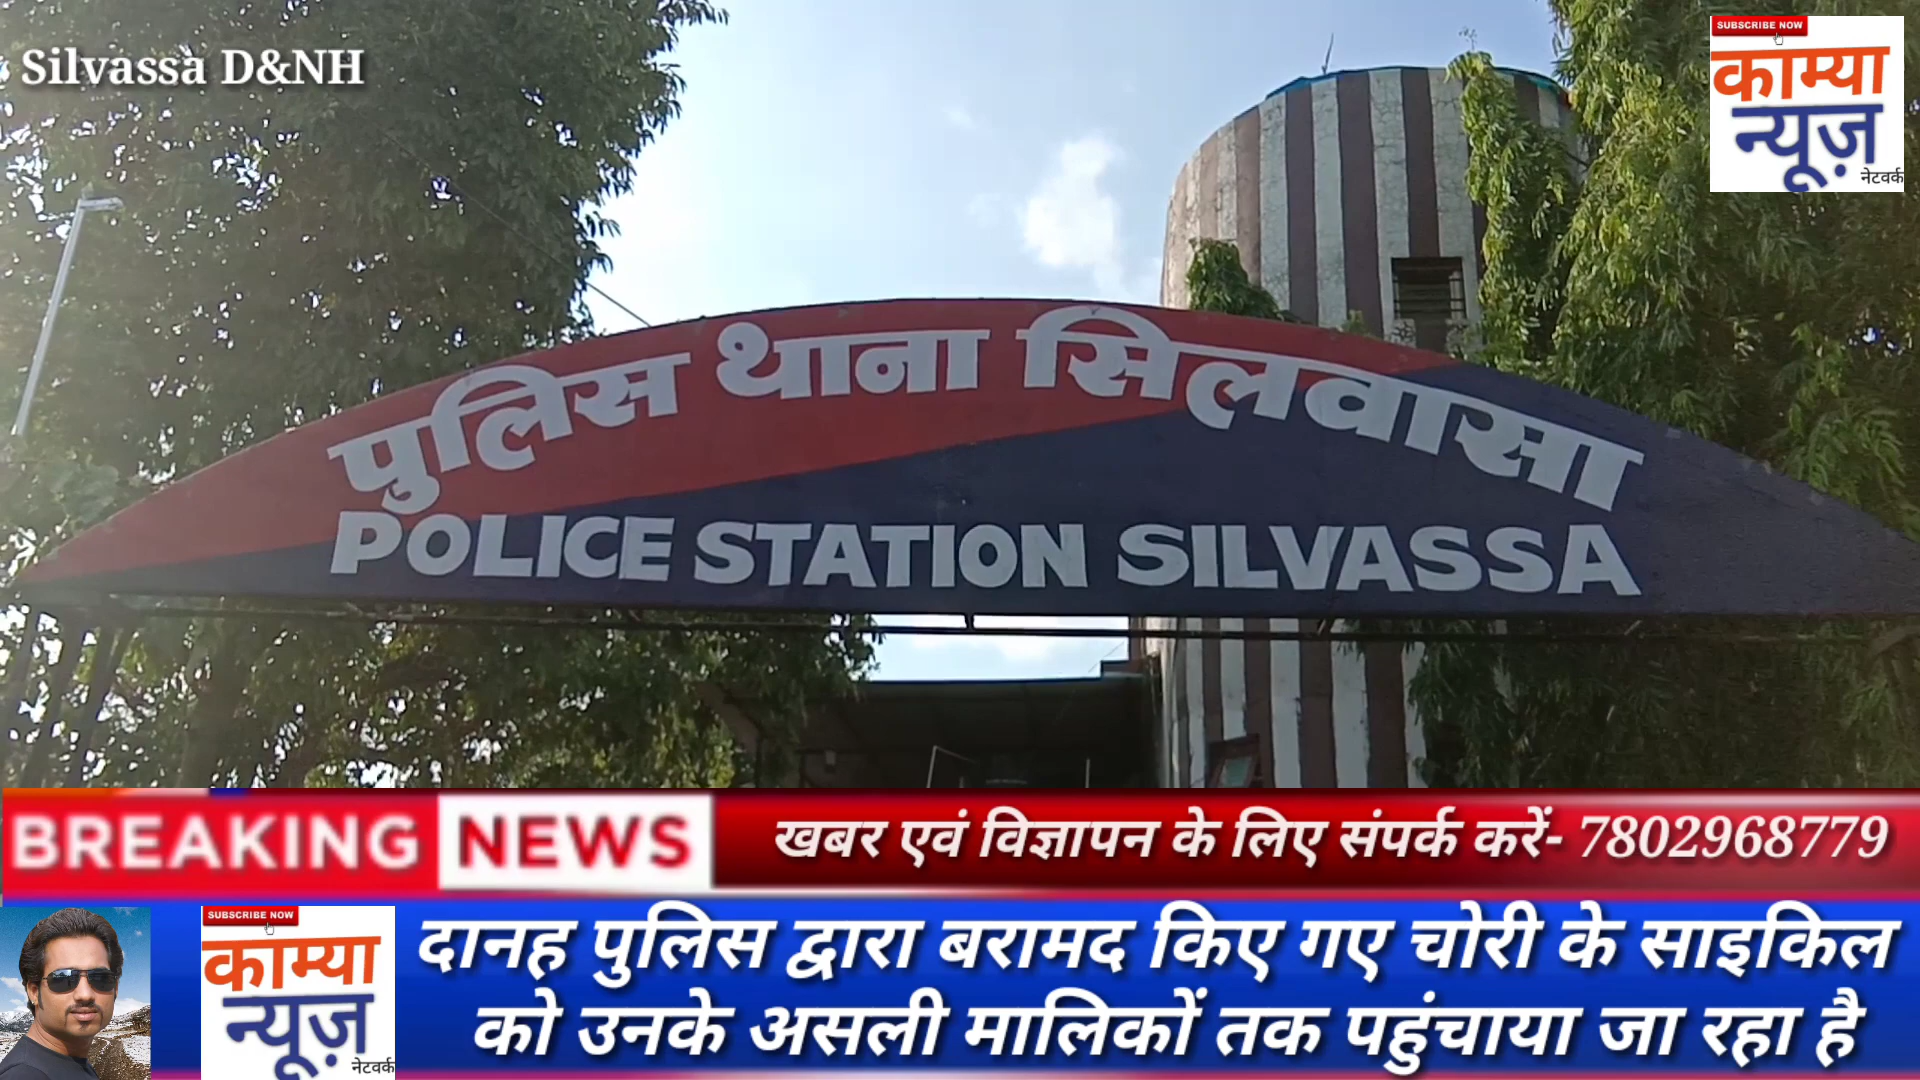 Silvassa D&NH
SUBSCRIBE NOW
काम्या
न्यूज़
नेटवर्क
पुलिस थाना सिलवासा
POLICE STATION SILVASSA
BREAKING NEWS
खबर एवं विज्ञापन के लिए संपर्क करें- 7802968779
SUBSCRIBE NOW
काम्या
न्यूज़
नेटवर्क
दानह पुलिस द्वारा बरामद किए गए चोरी के साइकिल
को उनके असली मालिकों तक पहुंचाया जा रहा है